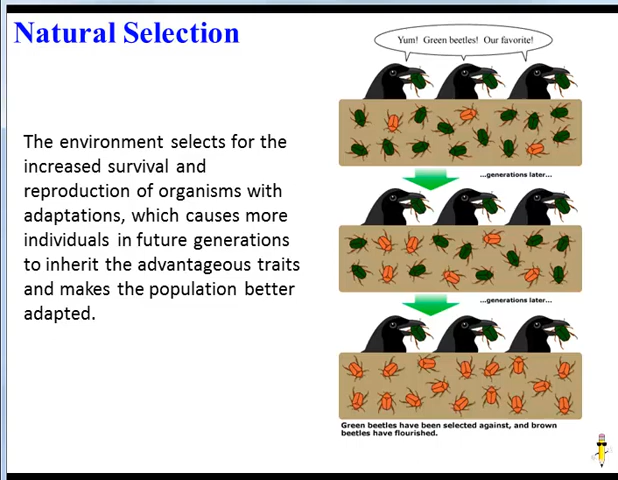 Natural Selection
Yum! Green beetles! Our favorite!
The environment selects for the
increased survival and
reproduction of organisms with
adaptations, which causes more
individuals in future generations
to inherit the advantageous traits
and makes the population better
adapted.
...generations later...
...generations later...
Green beetles have been selected against, and brown
beetles have flourished.